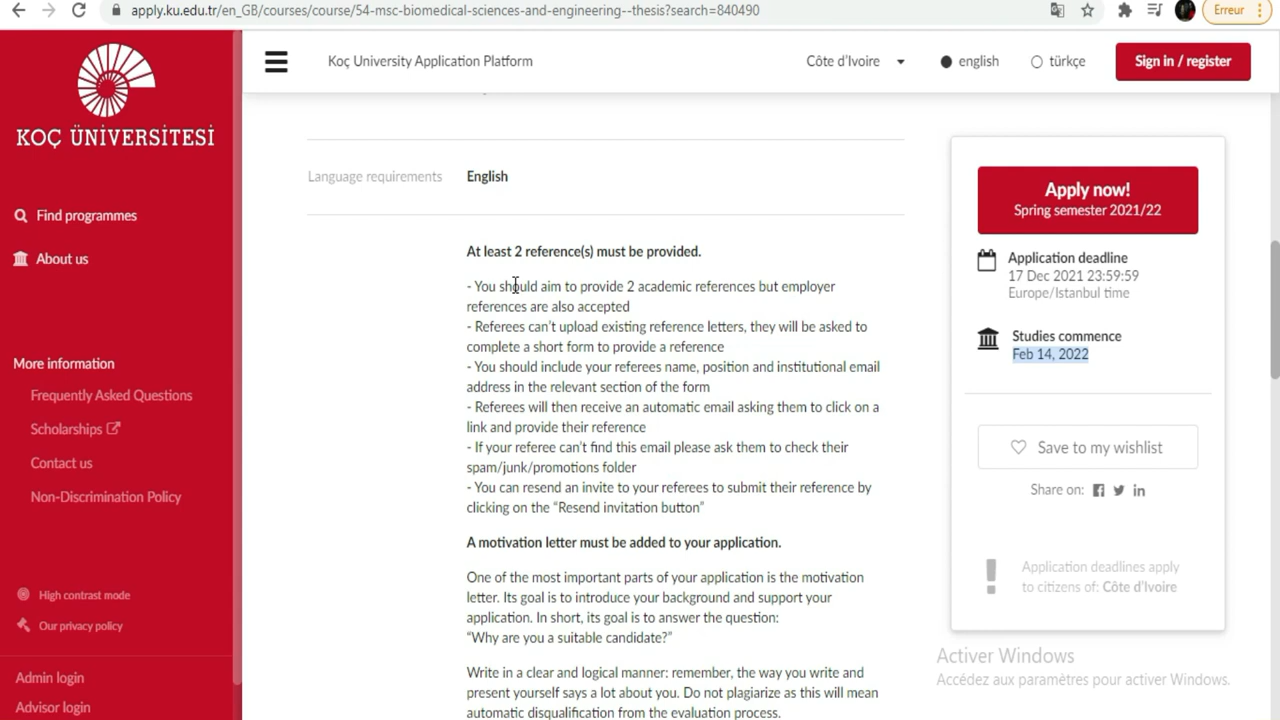 apply.ku.edu.tr/en_GB/courses/course/54-msc-biomedical-sciences-and-engineering--thesis?search=840490
Erreur
KOÇ ÜNİVERSİTESİ
Find programmes
About us
More information
Frequently Asked Questions
Scholarships
Contact us
Non-Discrimination Policy
High contrast mode
Our privacy policy
Admin login
Advisor login
Koç University Application Platform
Côte d'Ivoire
english
türkçe
Sign in / register
Language requirements
English
At least 2 reference(s) must be provided.
- You should aim to provide 2 academic references but employer
references are also accepted
- Referees can't upload existing reference letters, they will be asked to
complete a short form to provide a reference
- You should include your referees name, position and institutional email
address in the relevant section of the form
- Referees will then receive an automatic email asking them to click on a
link and provide their reference
- If your referee can't find this email please ask them to check their
spam/junk/promotions folder
- You can resend an invite to your referees to submit their reference by
clicking on the “Resend invitation button”
A motivation letter must be added to your application.
One of the most important parts of your application is the motivation
letter. Its goal is to introduce your background and support your
application. In short, its goal is to answer the question:
“Why are you a suitable candidate?”
Write in a clear and logical manner: remember, the way you write and
present yourself says a lot about you. Do not plagiarize as this will mean
automatic disqualification from the evaluation process.
Apply now!
Spring semester 2021/22
Application deadline
17 Dec 2021 23:59:59
Europe/Istanbul time
Studies commence
Feb 14, 2022
Save to my wishlist
Share on:
Application deadlines apply
to citizens of: Côte d'Ivoire
Activer Windows
Accédez aux paramètres pour activer Windows.